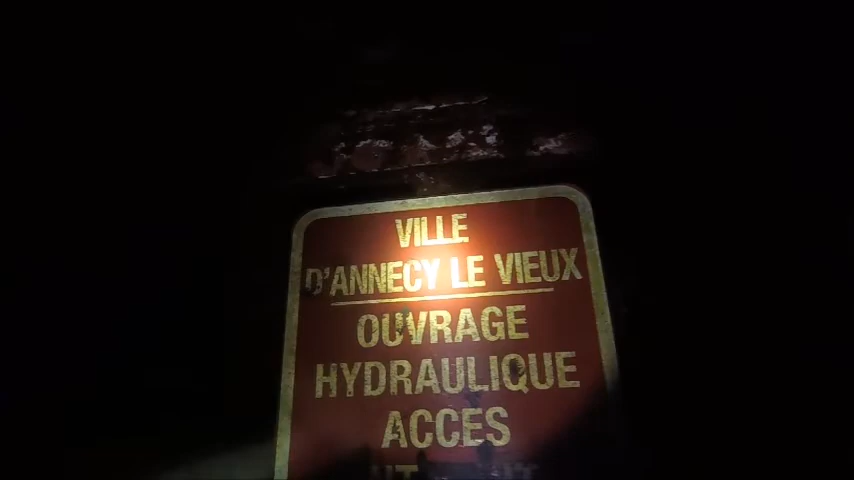 VILLE
D'ANNECY LE VIEUX
OUVRAGE
HYDRAULIQUE
ACCES